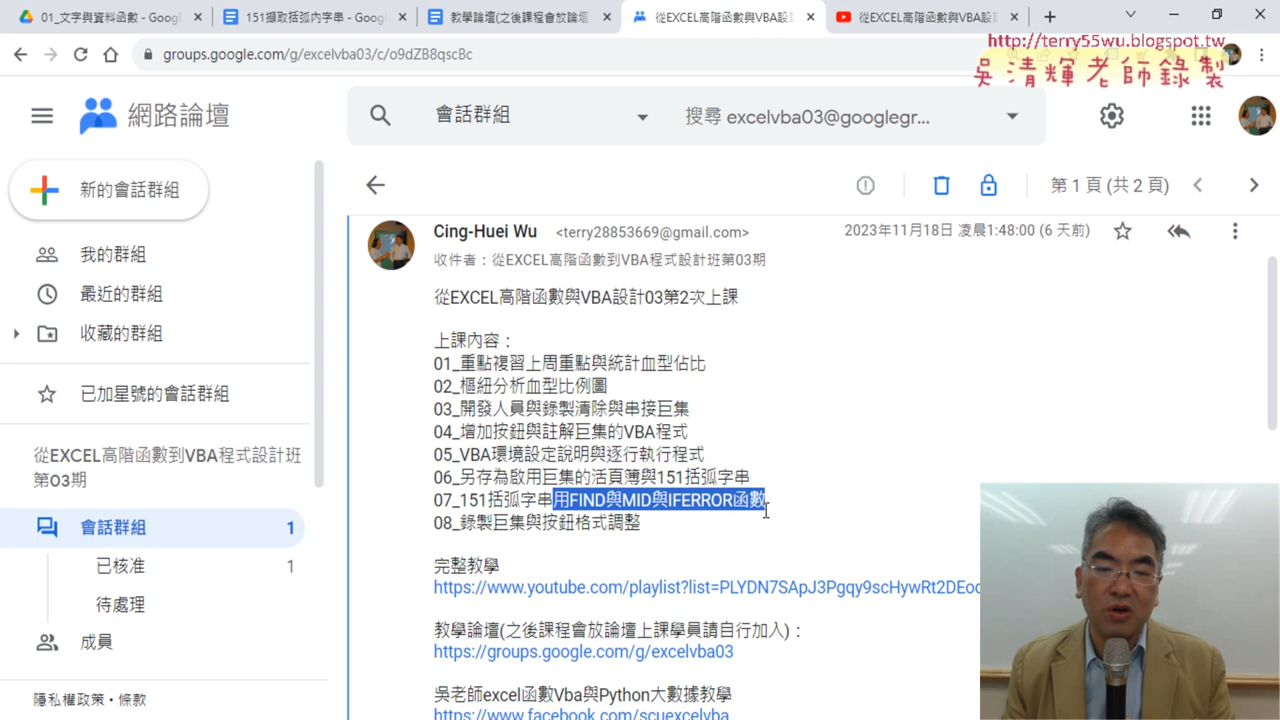 01_文字與資料函數 - Googl
151擷取括弧內字串 - Goog
教學論壇(之後課程會放論壇
從EXCEL高階函數與VBA設
從EXCEL高階函數與VBA設
groups.google.com/g/excelvba03/c/o9dZB8qscBc
http://terry55wu.blogspot.tw
吳清輝老師錄製
網路論壇
會話群組
搜尋 excelvba03@googlegr...
新的會話群組
第 1 頁 (共 2 頁)
我的群組
最近的群組
收藏的群組
已加星號的會話群組
從EXCEL高階函數到VBA程式設計班
第03期
會話群組 1
已核准 1
待處理
成員
隱私權政策・條款
Cing-Huei Wu <terry28853669@gmail.com>
2023年11月18日 凌晨1:48:00 (6 天前)
收件者：從EXCEL高階函數到VBA程式設計班第03期
從EXCEL高階函數與VBA設計03第2次上課
上課內容：
01_重點複習上周重點與統計血型佔比
02_樞紐分析血型比例圖
03_開發人員與錄製清除與串接巨集
04_增加按鈕與註解巨集的VBA程式
05_VBA環境設定說明與逐行執行程式
06_另存為啟用巨集的活頁簿與151括弧字串
07_151括弧字串用FIND與MID與IFERROR函數
08_錄製巨集與按鈕格式調整
完整教學
https://www.youtube.com/playlist?list=PLYDN7SApJ3Pgqy9scHywRt2DEoc
教學論壇(之後課程會放論壇上課學員請自行加入)：
https://groups.google.com/g/excelvba03
吳老師excel函數Vba與Python大數據教學
https://www.facebook.com/scuexcelvba